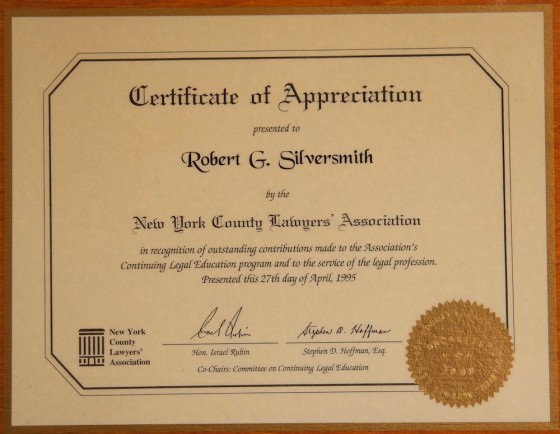 Certificate of Appreciation
presented to
Robert G. Silversmith
by the
New York County Lawyers' Association
in recognition of outstanding contributions made to the Association's
Continuing Legal Education program and to the service of the legal profession.
Presented this 27th day of April, 1995
New York
County
Lawyers'
Association
Hon. Israel Rubin
Stephen D. Hoffman
Stephen D. Hoffman, Esq.
Co-Chairs: Committee on Continuing Legal Education